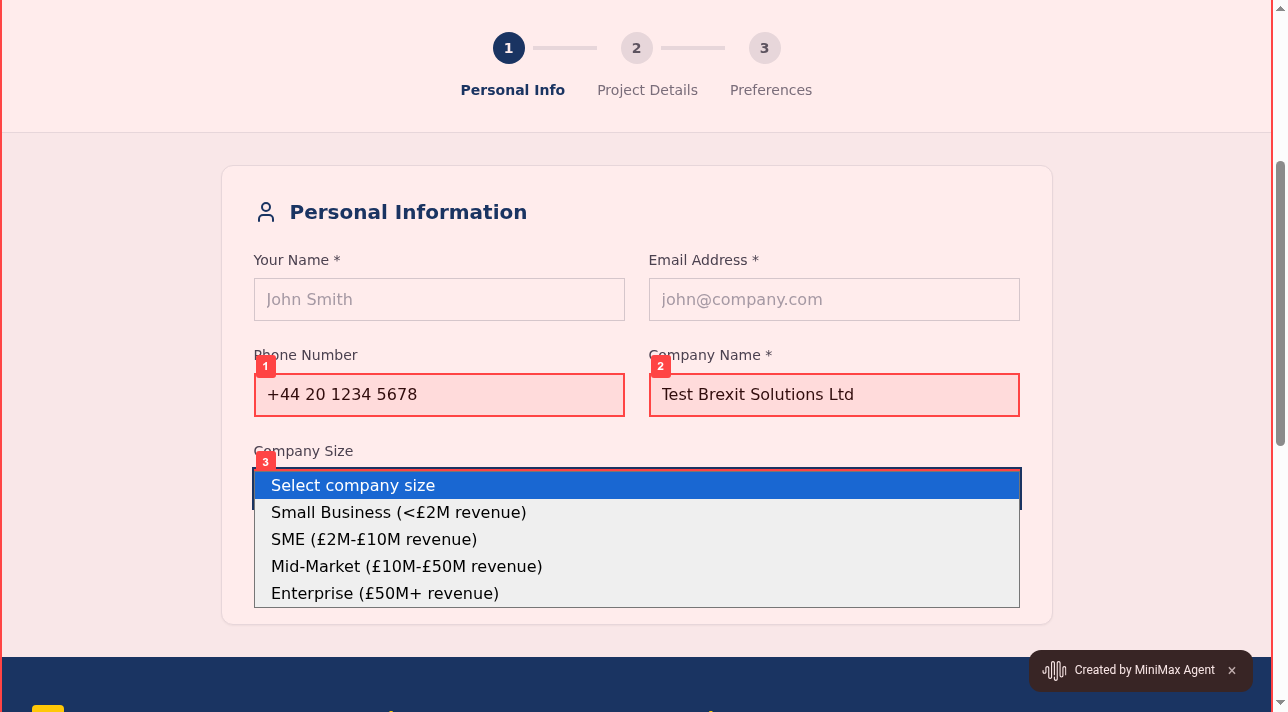 1 2 3
Personal Info Project Details Preferences
Personal Information
Your Name * Email Address *
John Smith john@company.com
Phone Number Company Name *
1 2
+44 20 1234 5678 Test Brexit Solutions Ltd
Company Size
3
Select company size
Small Business (<£2M revenue)
SME (£2M-£10M revenue)
Mid-Market (£10M-£50M revenue)
Enterprise (£50M+ revenue)
Created by MiniMax Agent ×